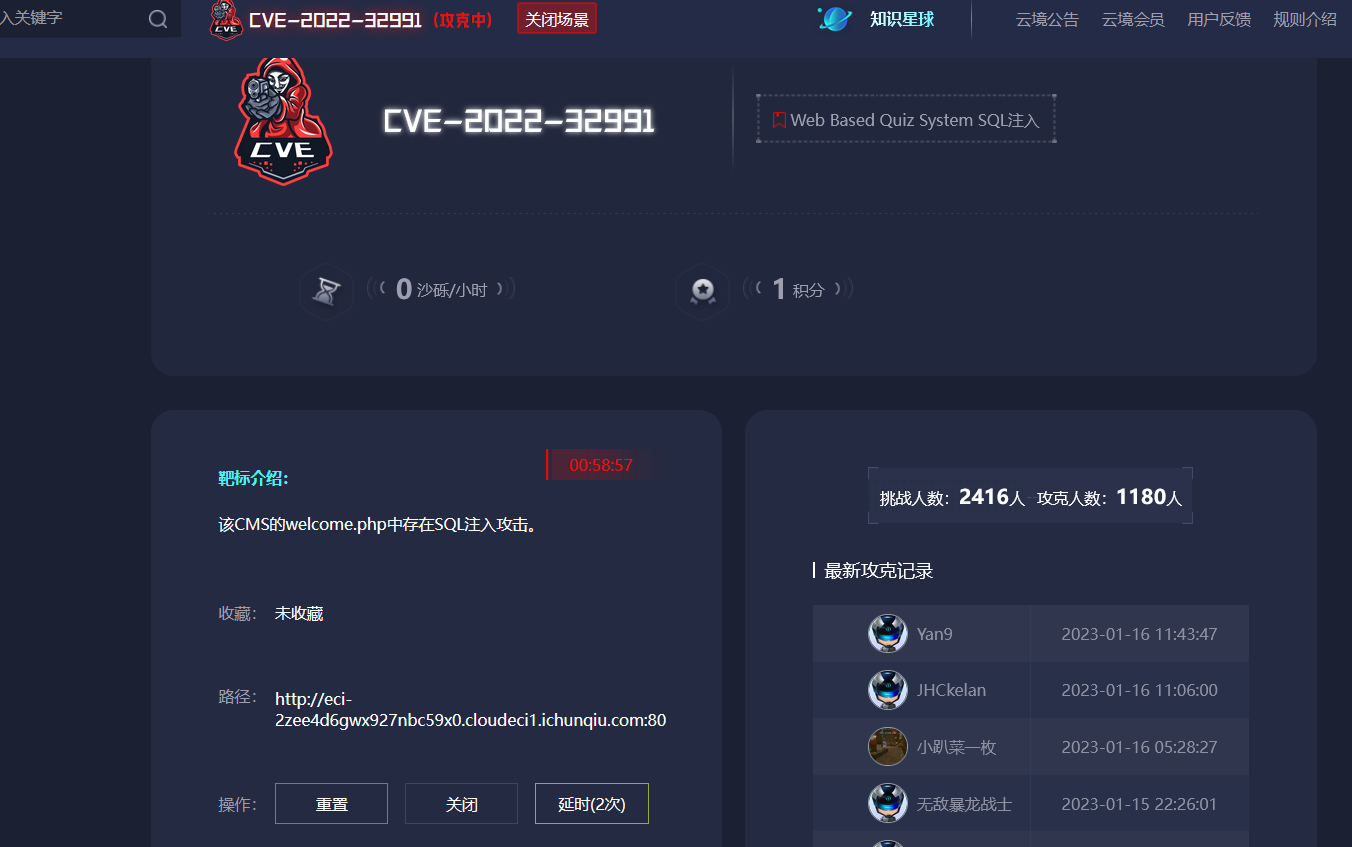 入关键字
CVE
CVE-2022-32991 (攻克中) 关闭场景
知识星球
云境公告 云境会员 用户反馈 规则介绍
CVE
CVE-2022-32991
Web Based Quiz System SQL注入
0 沙砾/小时
1 积分
00:58:57
靶标介绍:
该CMS的welcome.php中存在SQL注入攻击。
收藏: 未收藏
路径: http://eci-
2zee4d6gwx927nbc59x0.cloudeci1.ichunqiu.com:80
操作: 重置 关闭 延时(2次)
挑战人数: 2416人 攻克人数: 1180人
最新攻克记录
Yan9 2023-01-16 11:43:47
JHCkelan 2023-01-16 11:06:00
小趴菜一枚 2023-01-16 05:28:27
无敌暴龙战士 2023-01-15 22:26:01